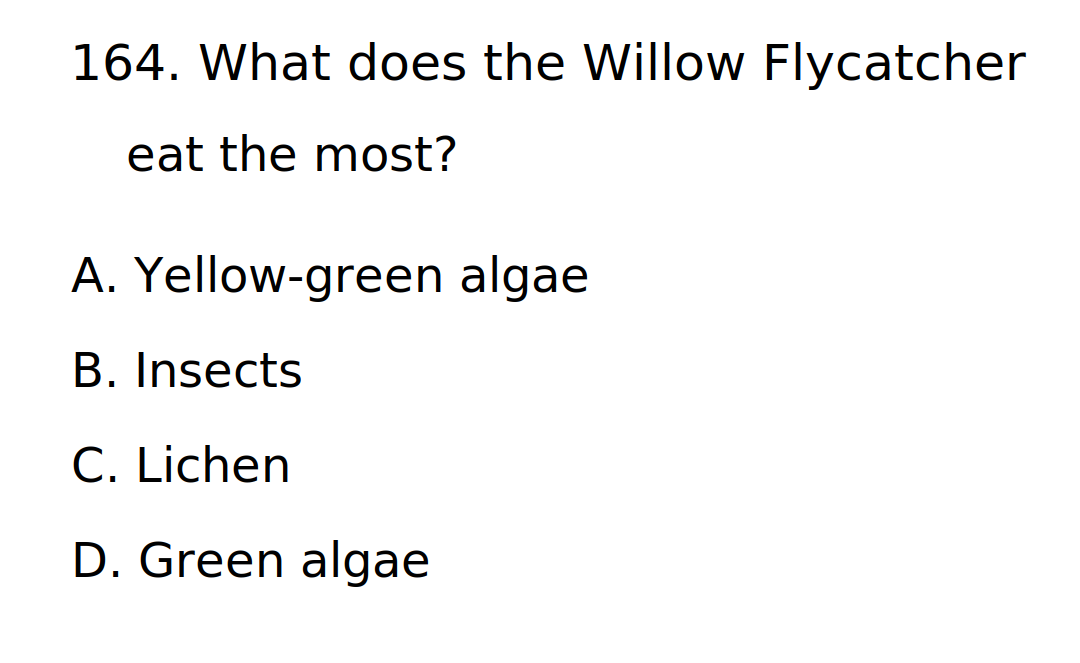 164. What does the Willow Flycatcher
eat the most?
A. Yellow-green algae
B. Insects
C. Lichen
D. Green algae